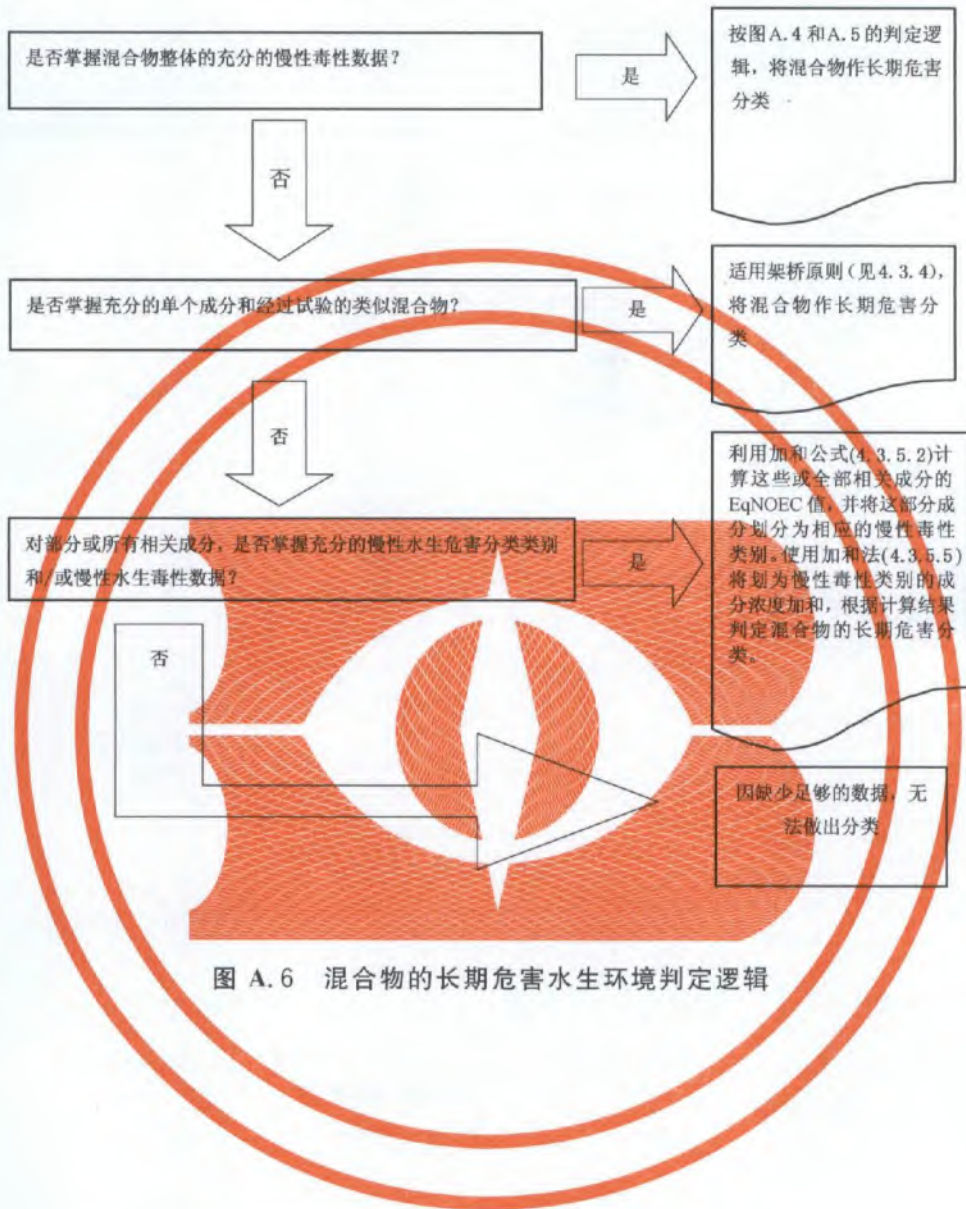 是否掌握混合物整体的充分的慢性毒性数据?
是
按图A.4和A.5的判定逻
辑，将混合物作长期危害
分类
否
是否掌握充分的单个成分和经过试验的类似混合物?
是
适用架桥原则(见4.3.4),
将混合物作长期危害分
类
否
对部分或所有相关成分，是否掌握充分的慢性水生危害分类类别
和/或慢性水生毒性数据?
是
利用加和公式(4.3.5.2)计
算这些或全部相关成分的
EqNOEC值，并将这部分成
分划分为相应的慢性毒性
类别。使用加和法(4.3.5.5)
将划为慢性毒性类别的成
分浓度加和，根据计算结果
判定混合物的长期危害分
类。
否
因缺少足够的数据，无
法做出分类
图 A.6 混合物的长期危害水生环境判定逻辑